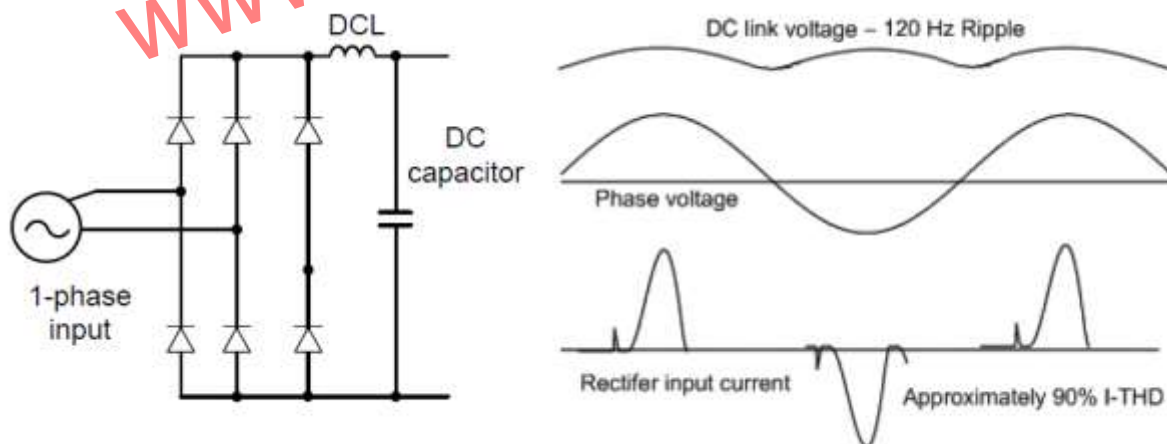 www.
DCL
DC
capacitor
1-phase
input
DC link voltage – 120 Hz Ripple
Phase voltage
Rectifer input current
Approximately 90% I-THD